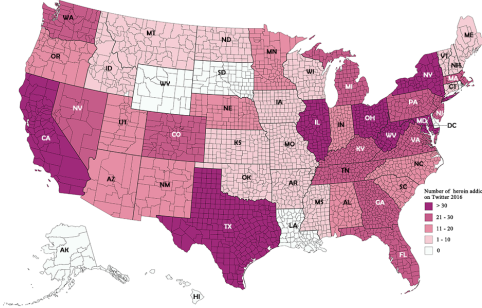 WA
ME
MT
ND
MN
VT
OR
NH
ID
WI
NV
SD
MA
WV
MI
CT
IA
PA
NE
NJ
NV
OH
UT
IL
IN
MD
DC
CO
WV
CA
KS
MO
VA
KY
NC
TN
OK
AZ
NM
AR
SC
MS
AL
GA
Number of herein addic
on Twitter 2016
> 30
21 - 30
11 - 20
1 - 10
0
TX
LA
AK
FL
HI